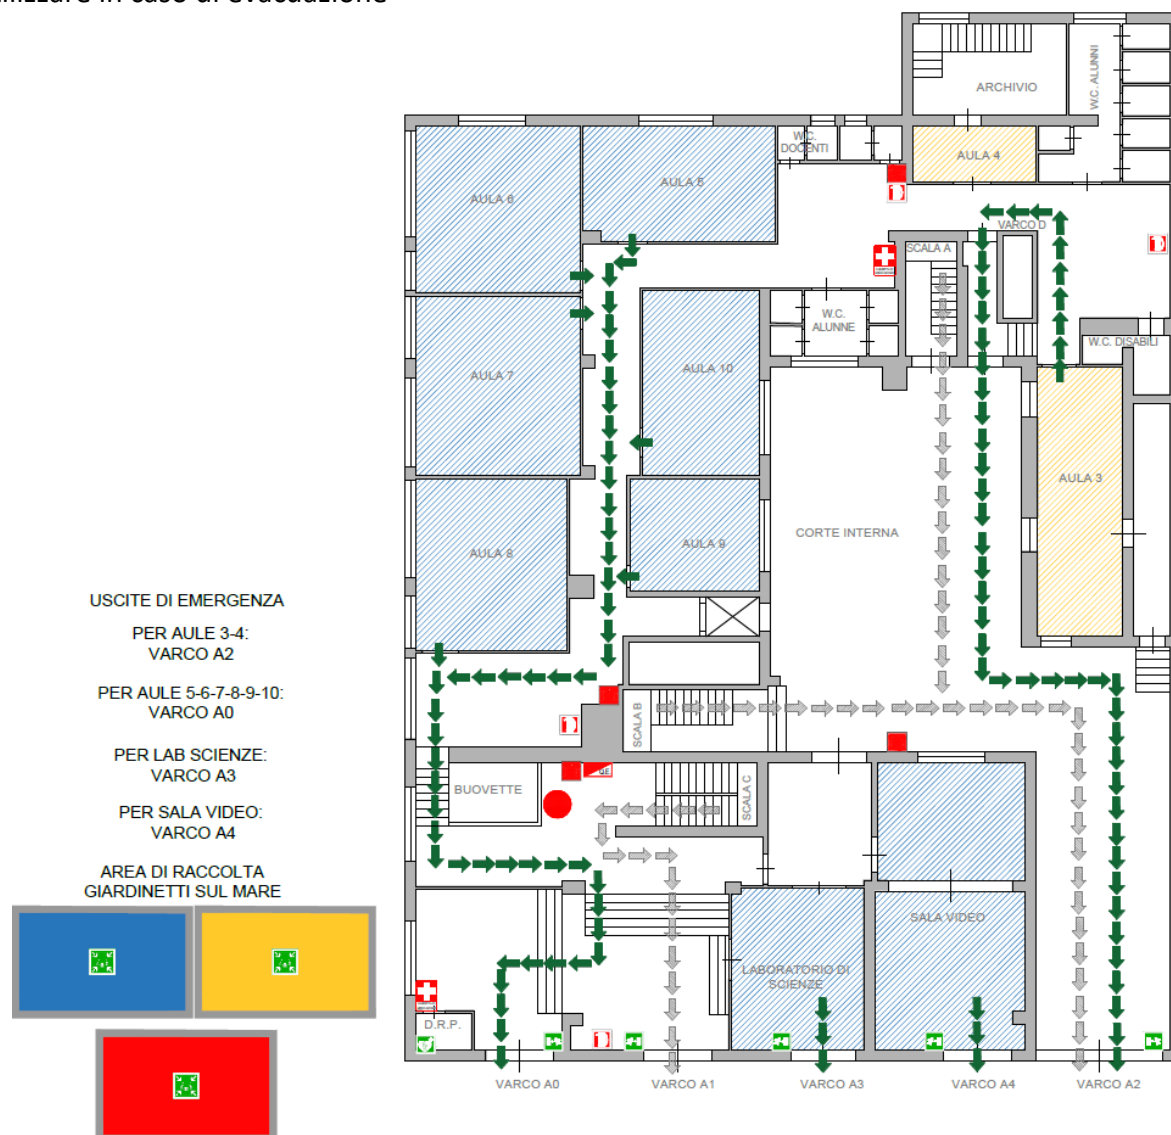 in caso di evacuazione
ARCHIVIO
W.C. ALUNNI
W.C.
DOCENTI
AULA 4
AULA 5
AULA 6
VARCO D
SCALA A
W.C.
ALUNNE
W.C. DISABILI
AULA 10
AULA 7
AULA 3
CORTE INTERNA
AULA 9
AULA 8
USCITE DI EMERGENZA
PER AULE 3-4:
VARCO A2
PER AULE 5-6-7-8-9-10:
VARCO A0
PER LAB SCIENZE:
VARCO A3
PER SALA VIDEO:
VARCO A4
AREA DI RACCOLTA
GIARDINETTI SUL MARE
SCALA B
Q.E.
BUOVETTE
SCALA C
SALA VIDEO
LABORATORIO DI
SCIENZE
D.R.P.
VARCO A0
VARCO A1
VARCO A3
VARCO A4
VARCO A2